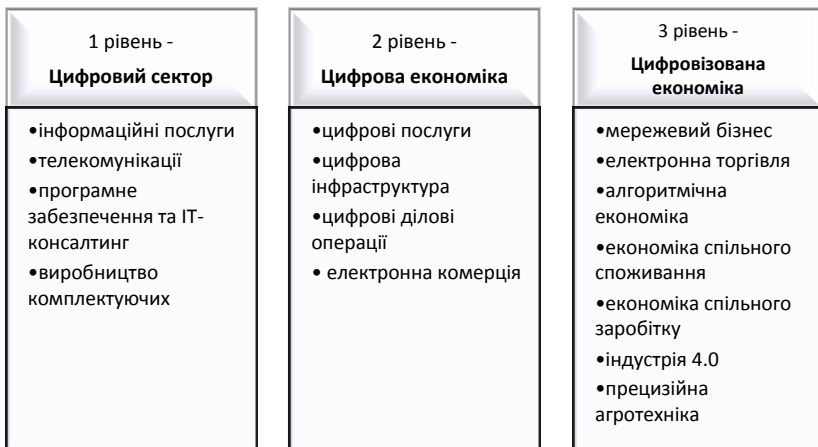 1 рівень -
Цифровий сектор
•інформаційні послуги
•телекомунікації
•програмне
забезпечення та ІТ-
консалтинг
•виробництво
комплектуючих
2 рівень -
Цифрова економіка
•цифрові послуги
•цифрова
інфраструктура
•цифрові ділові
операції
• електронна комерція
3 рівень -
Цифровізована
економіка
•мережевий бізнес
•електронна торгівля
•алгоритмічна
економіка
•економіка спільного
споживання
•економіка спільного
заробітку
•індустрія 4.0
•прецизійна
агротехніка